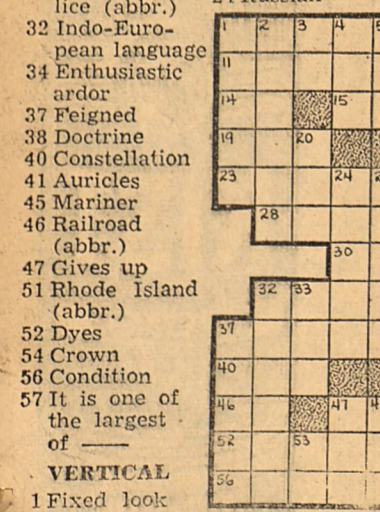 lice (abbr.)
32 Indo-Euro-
pean language
34 Enthusiastic
ardor
37 Feigned
38 Doctrine
40 Constellation
41 Auricles
45 Mariner
46 Railroad
(abbr.)
47 Gives up
51 Rhode Island
(abbr.)
52 Dyes
54 Crown
56 Condition
57 It is one of
the largest
of ——
VERTICAL
1 Fixed look
1 2 3 4
11
14 15
19 20
23 24
28
30
32 33
37
40
46 47
52 53
56